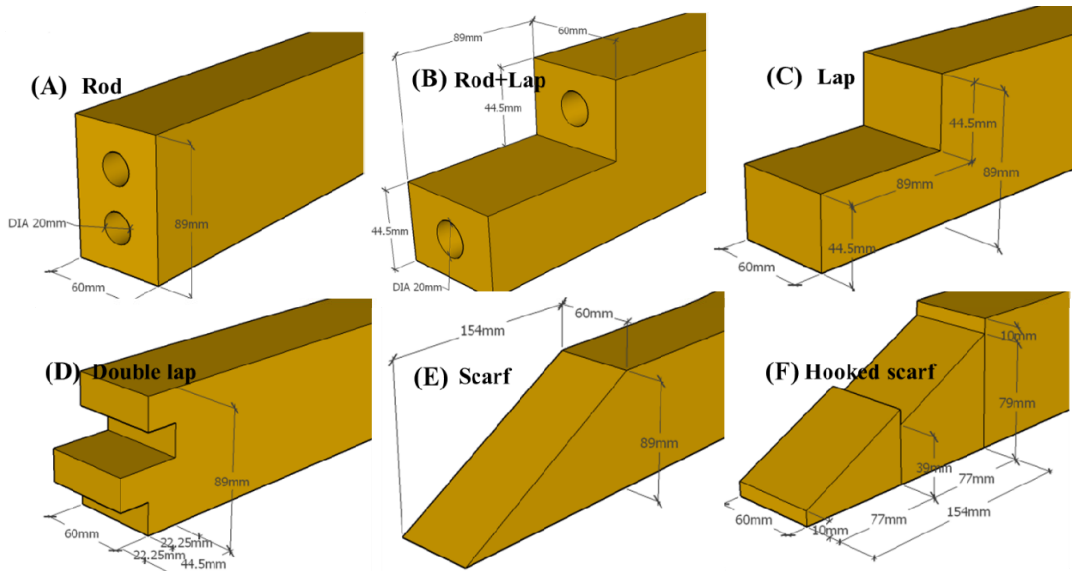 (A) Rod
DIA 20mm
89mm
60mm
(B) Rod+Lap
89mm
60mm
44.5mm
44.5mm
DIA 20mm
(C) Lap
44.5mm
89mm
89mm
44.5mm
60mm
(D) Double lap
89mm
60mm
22.25mm
22.25mm
44.5mm
(E) Scarf
154mm
60mm
89mm
(F) Hooked scarf
10mm
79mm
39mm
77mm
77mm
154mm
60mm
10mm